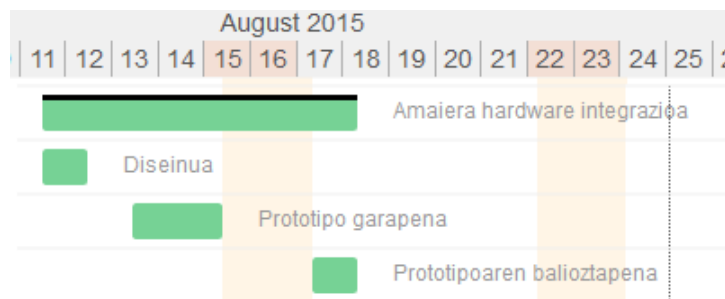 August 2015
11 12 13 14 15 16 17 18 19 20 21 22 23 24 25
Amaiera hardware integrazioa
Diseinua
Prototipo garapena
Prototipoaren balioztapena